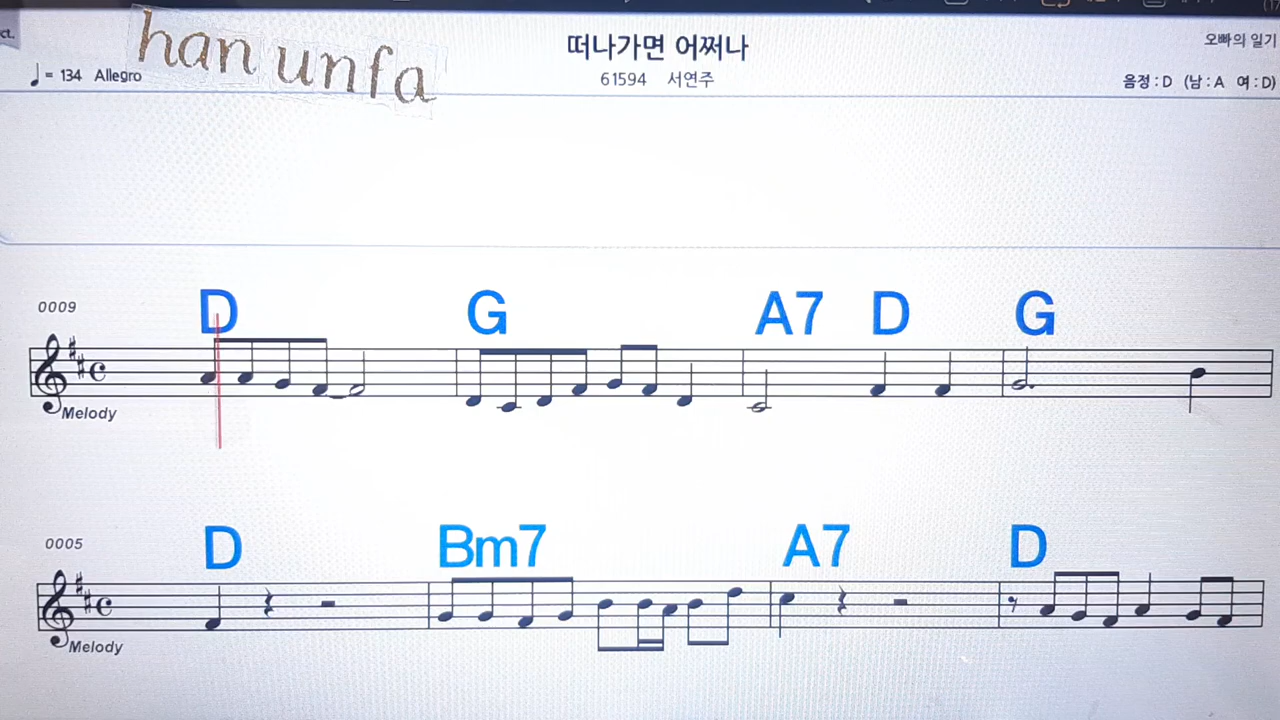 ct.
han unfa
떠나가면 어쩌나
오빠의 일기
♩= 134 Allegro
61594 서연주
음정 : D (남 : A 여 : D)
0009
D G A7 D G
Melody
0005
D Bm7 A7 D
Melody